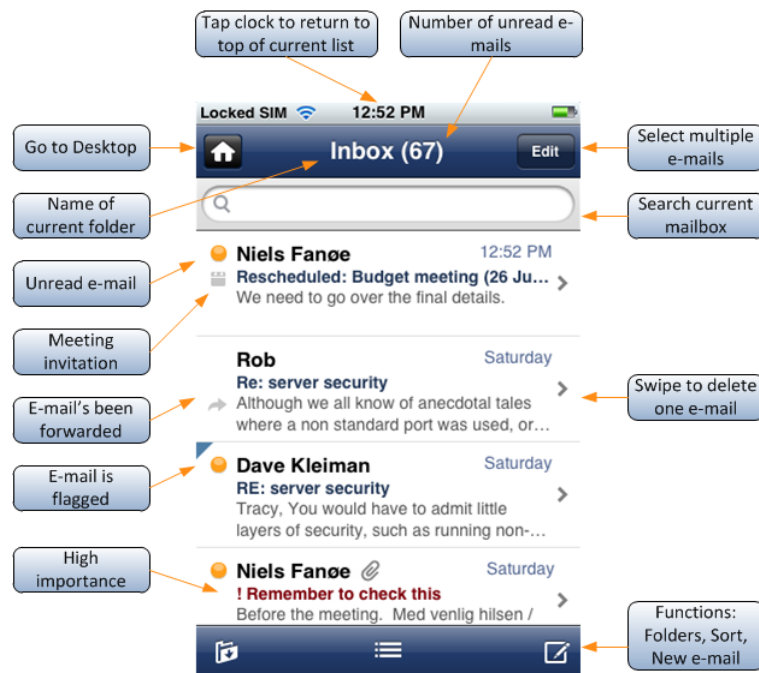 Tap clock to return to
top of current list
Number of unread e-
mails
Locked SIM 12:52 PM
Go to Desktop
Inbox (67)
Edit
Select multiple
e-mails
Name of
current folder
Search current
mailbox
Unread e-mail
Niels Fanøe 12:52 PM
Rescheduled: Budget meeting (26 Ju...
We need to go over the final details.
Meeting
invitation
Rob Saturday
Re: server security
Although we all know of anecdotal tales
where a non standard port was used, or...
E-mail's been
forwarded
Swipe to delete
one e-mail
E-mail is
flagged
Dave Kleiman Saturday
RE: server security
Tracy, You would have to admit little
layers of security, such as running non-...
High
importance
Niels Fanøe Saturday
! Remember to check this
Before the meeting. Med venlig hilsen /
Functions:
Folders, Sort,
New e-mail